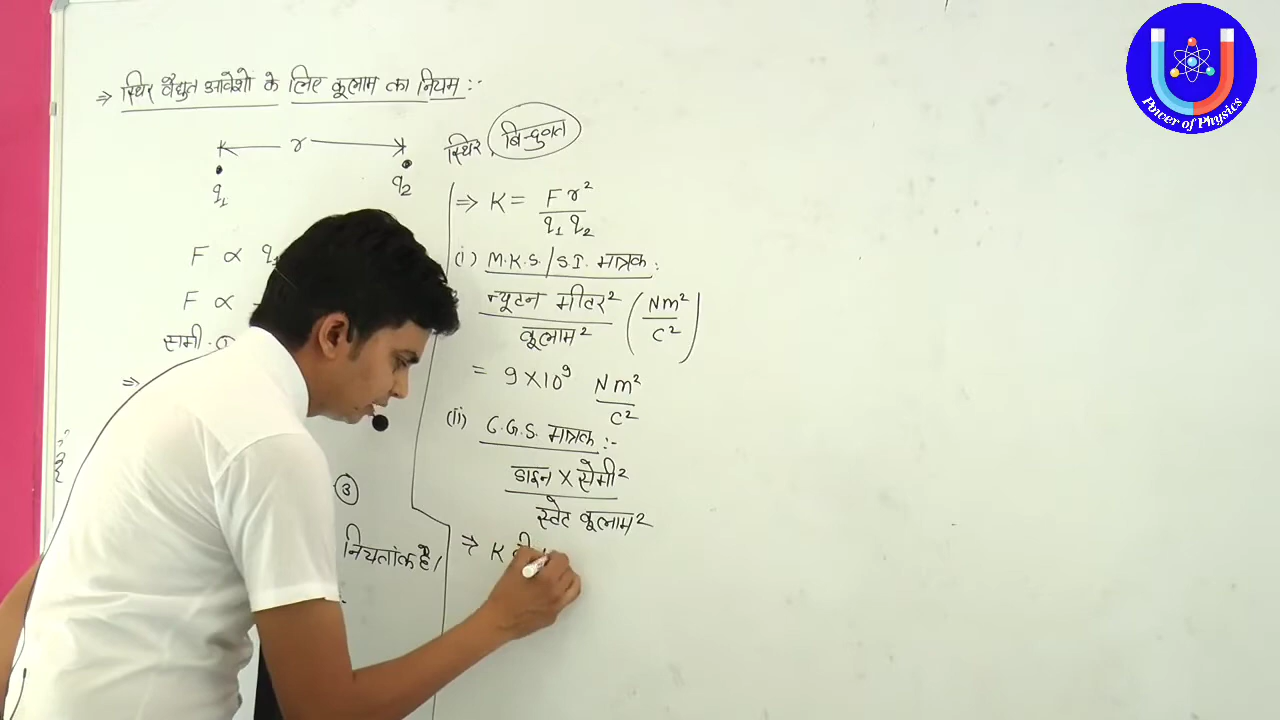 ⇒ स्थिर वैद्युत आवेशो के लिए कूलाम का नियम :-
r
q₁ q₂
स्थिर, बिन्दुवत
F ∝ q₁
F ∝
सामी.
⇒
③
नियतांक है।
⇒ K = F r² / q₁ q₂
(i) M.K.S./S.I. मात्रक :
न्यूटन मीटर² / कूलाम² (Nm² / C²)
= 9 X 10⁹ Nm² / C²
(ii) C.G.S. मात्रक :-
डाइन X सेमी² / स्टेट कूलाम²
⇒ K
Power of Physics